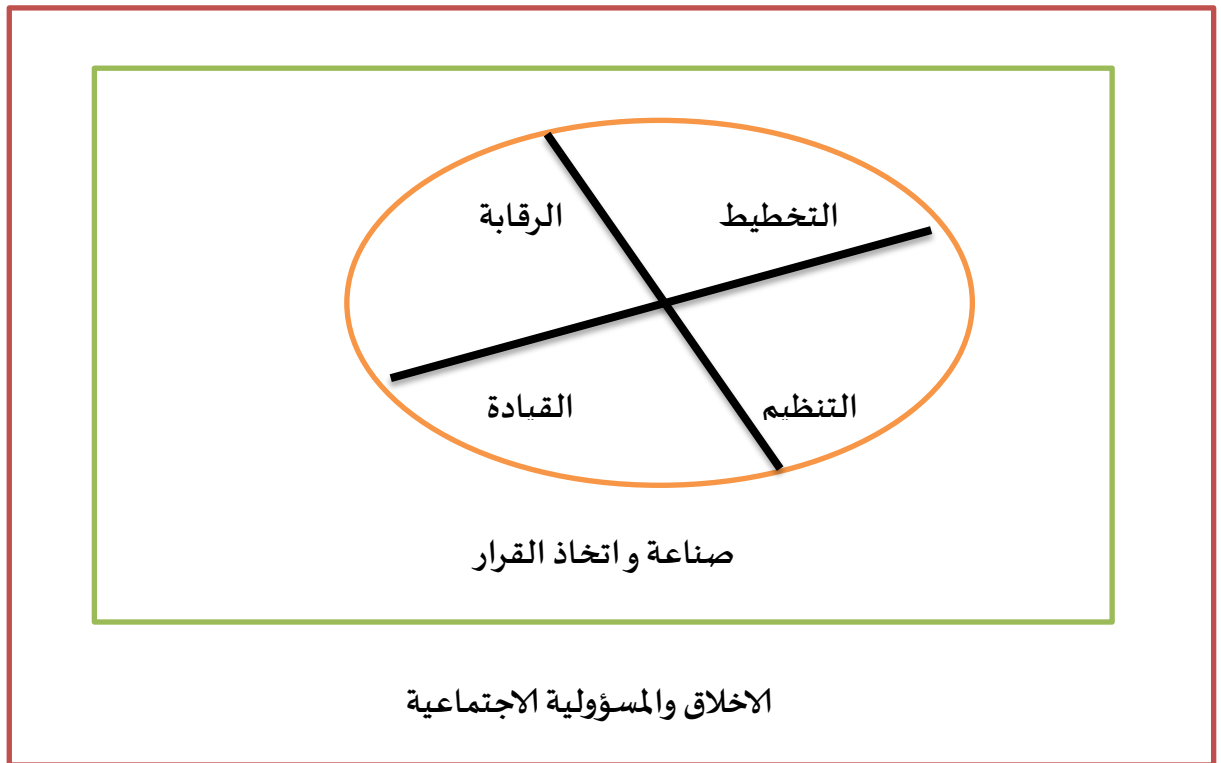 التخطيط
الرقابة
التنظيم
القيادة
صناعة و اتخاذ القرار
الاخلاق والمسؤولية الاجتماعية